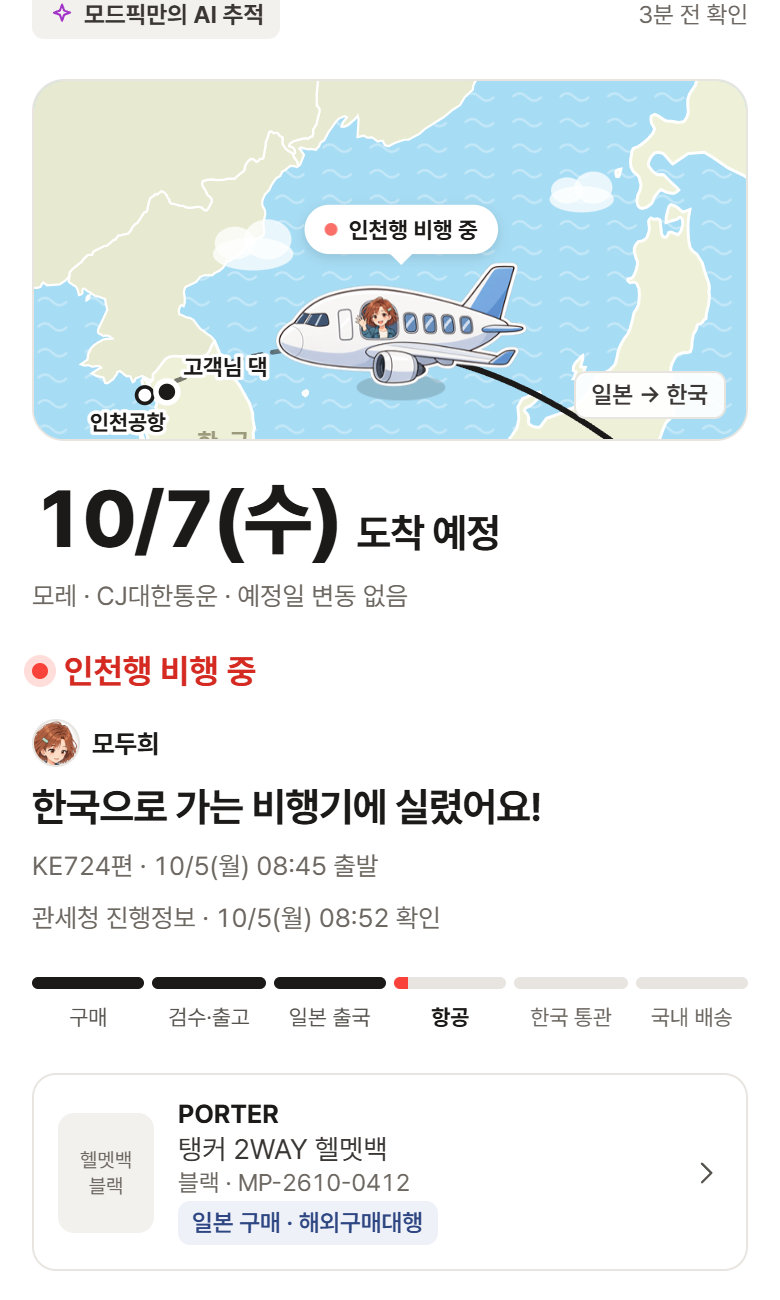 모드픽만의 AI 추적
3분 전 확인
인천행 비행 중
고객님 댁
일본 → 한국
인천공항
한 국
10/7(수) 도착 예정
모레 · CJ대한통운 · 예정일 변동 없음
인천행 비행 중
모두희
한국으로 가는 비행기에 실렸어요!
KE724편 · 10/5(월) 08:45 출발
관세청 진행정보 · 10/5(월) 08:52 확인
구매 검수·출고 일본 출국 항공 한국 통관 국내 배송
헬멧백
블랙
PORTER
탱커 2WAY 헬멧백
블랙 · MP-2610-0412
일본 구매 · 해외구매대행